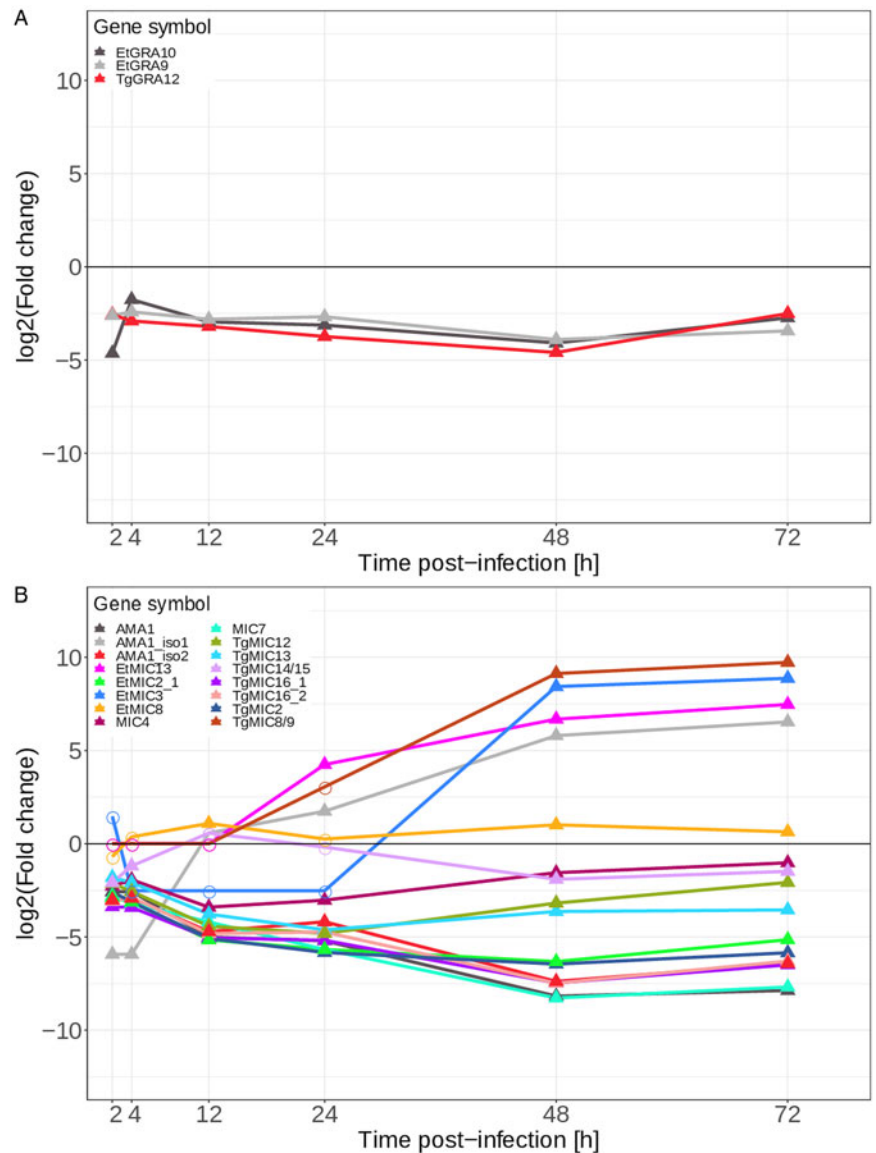 A
Gene symbol
EtGRA10
EtGRA9
TgGRA12
10
5
0
−5
−10
log2(Fold change)
2 4 12 24 48 72
Time post−infection [h]
B
Gene symbol
AMA1 MIC7
AMA1_iso1 TgMIC12
AMA1_iso2 TgMIC13
EtMIC13 TgMIC14/15
EtMIC2_1 TgMIC16_1
EtMIC3 TgMIC16_2
EtMIC8 TgMIC2
MIC4 TgMIC8/9
10
5
0
−5
−10
log2(Fold change)
2 4 12 24 48 72
Time post−infection [h]